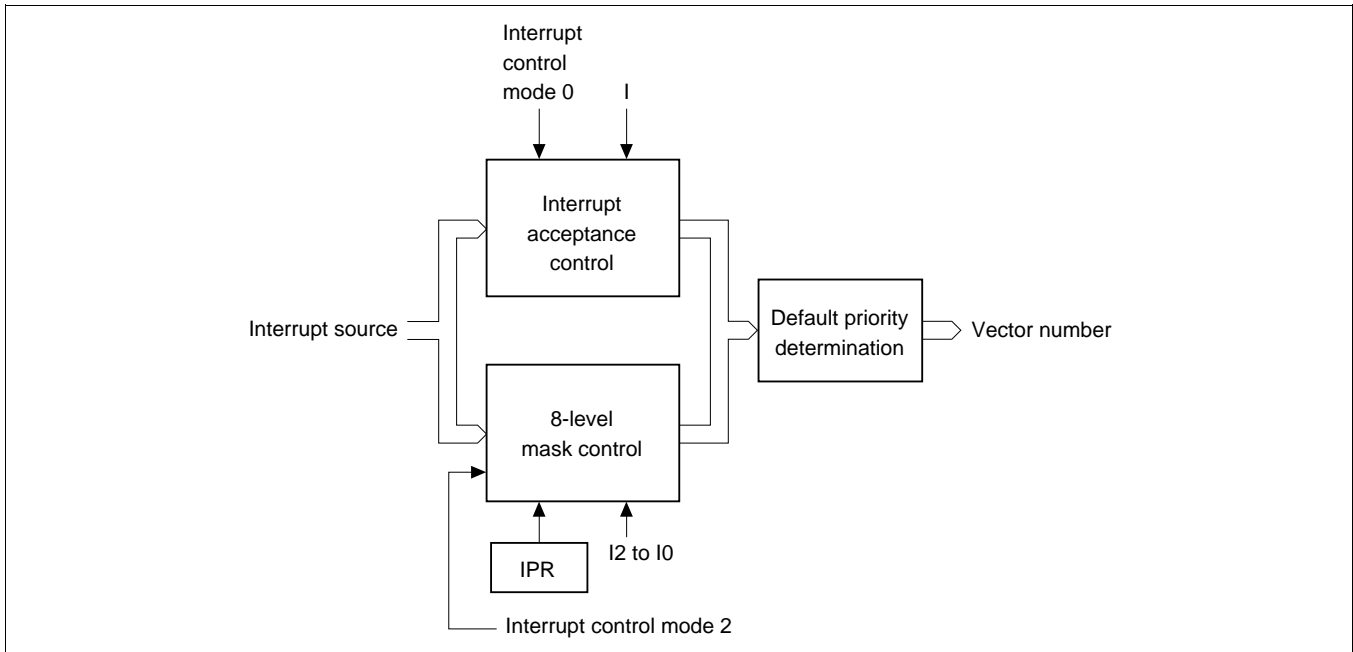 Interrupt
control
mode 0
I
Interrupt
acceptance
control
Interrupt source
Default priority
determination
Vector number
8-level
mask control
IPR
I2 to I0
Interrupt control mode 2